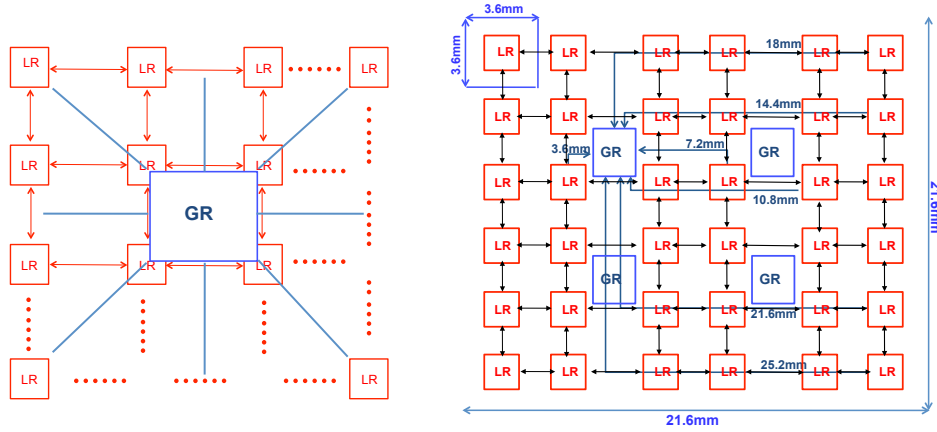 LR LR LR LR
LR LR LR
GR
LR LR LR
LR LR
3.6mm
3.6mm
LR LR LR LR 18mm LR LR
14.4mm
LR LR LR LR LR LR
3.6mm GR 7.2mm GR
LR LR LR LR LR LR
10.8mm
21.6mm
LR LR LR LR LR LR
GR GR
LR LR LR LR LR LR
21.6mm
25.2mm
LR LR LR LR LR LR
21.6mm